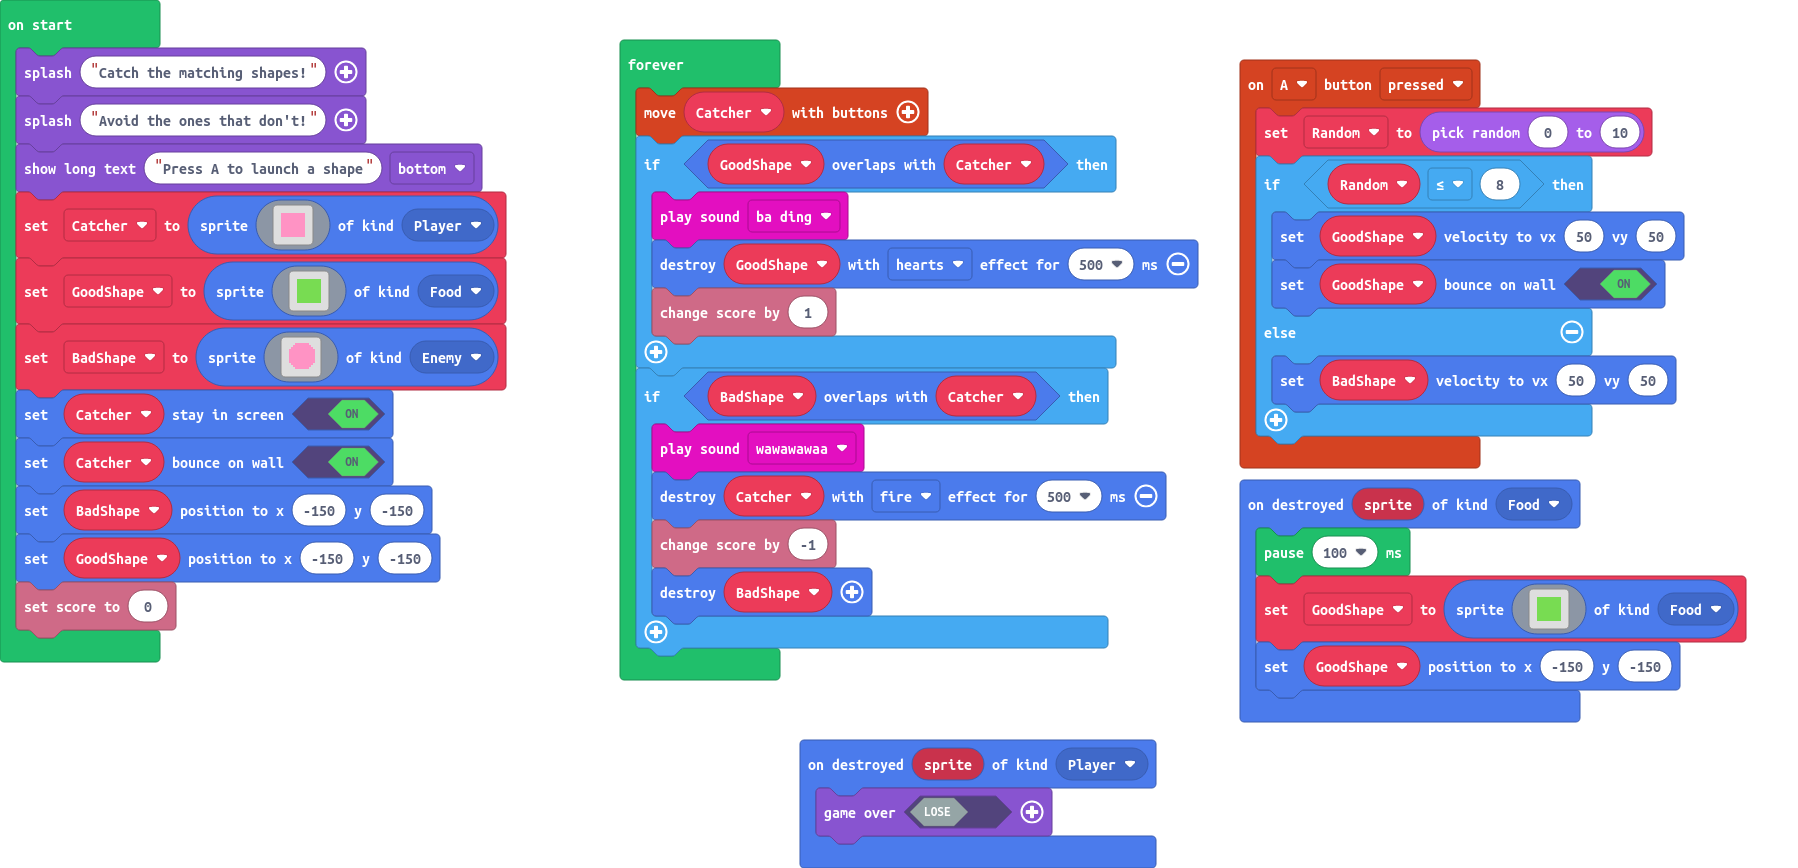 on start
splash "Catch the matching shapes!"
splash "Avoid the ones that don't!"
show long text "Press A to launch a shape" bottom
set Catcher to sprite of kind Player
set GoodShape to sprite of kind Food
set BadShape to sprite of kind Enemy
set Catcher stay in screen ON
set Catcher bounce on wall ON
set BadShape position to x -150 y -150
set GoodShape position to x -150 y -150
set score to 0
forever
move Catcher with buttons
if GoodShape overlaps with Catcher then
play sound ba ding
destroy GoodShape with hearts effect for 500 ms
change score by 1
if BadShape overlaps with Catcher then
play sound wawawawaa
destroy Catcher with fire effect for 500 ms
change score by -1
destroy BadShape
on A button pressed
set Random to pick random 0 to 10
if Random ≤ 8 then
set GoodShape velocity to vx 50 vy 50
set GoodShape bounce on wall ON
else
set BadShape velocity to vx 50 vy 50
on destroyed sprite of kind Food
pause 100 ms
set GoodShape to sprite of kind Food
set GoodShape position to x -150 y -150
on destroyed sprite of kind Player
game over LOSE